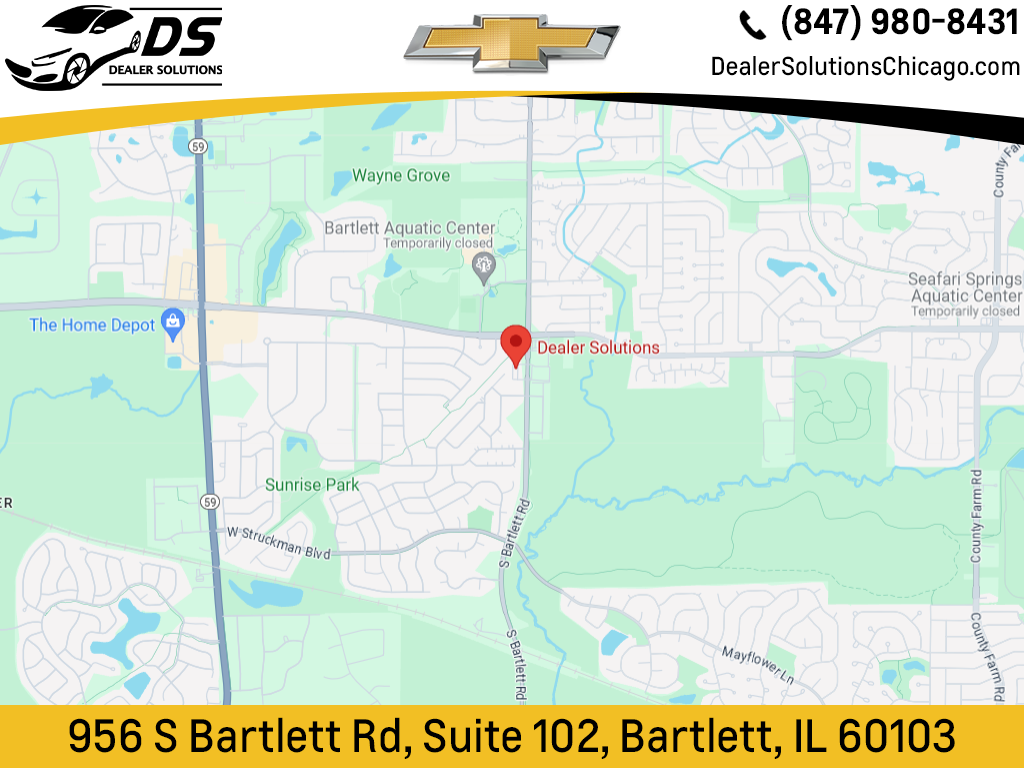 DS
DEALER SOLUTIONS
(847) 980-8431
DealerSolutionsChicago.com
59
County Fa
Wayne Grove
Bartlett Aquatic Center
Temporarily closed
Seafari Springs
Aquatic Center
Temporarily closed
The Home Depot
Dealer Solutions
Sunrise Park
ER
59
W Struckman Blvd
S Bartlett Rd
County Farm Rd
S Bartlett Rd
Mayflower Ln
County Farm Rd
956 S Bartlett Rd, Suite 102, Bartlett, IL 60103